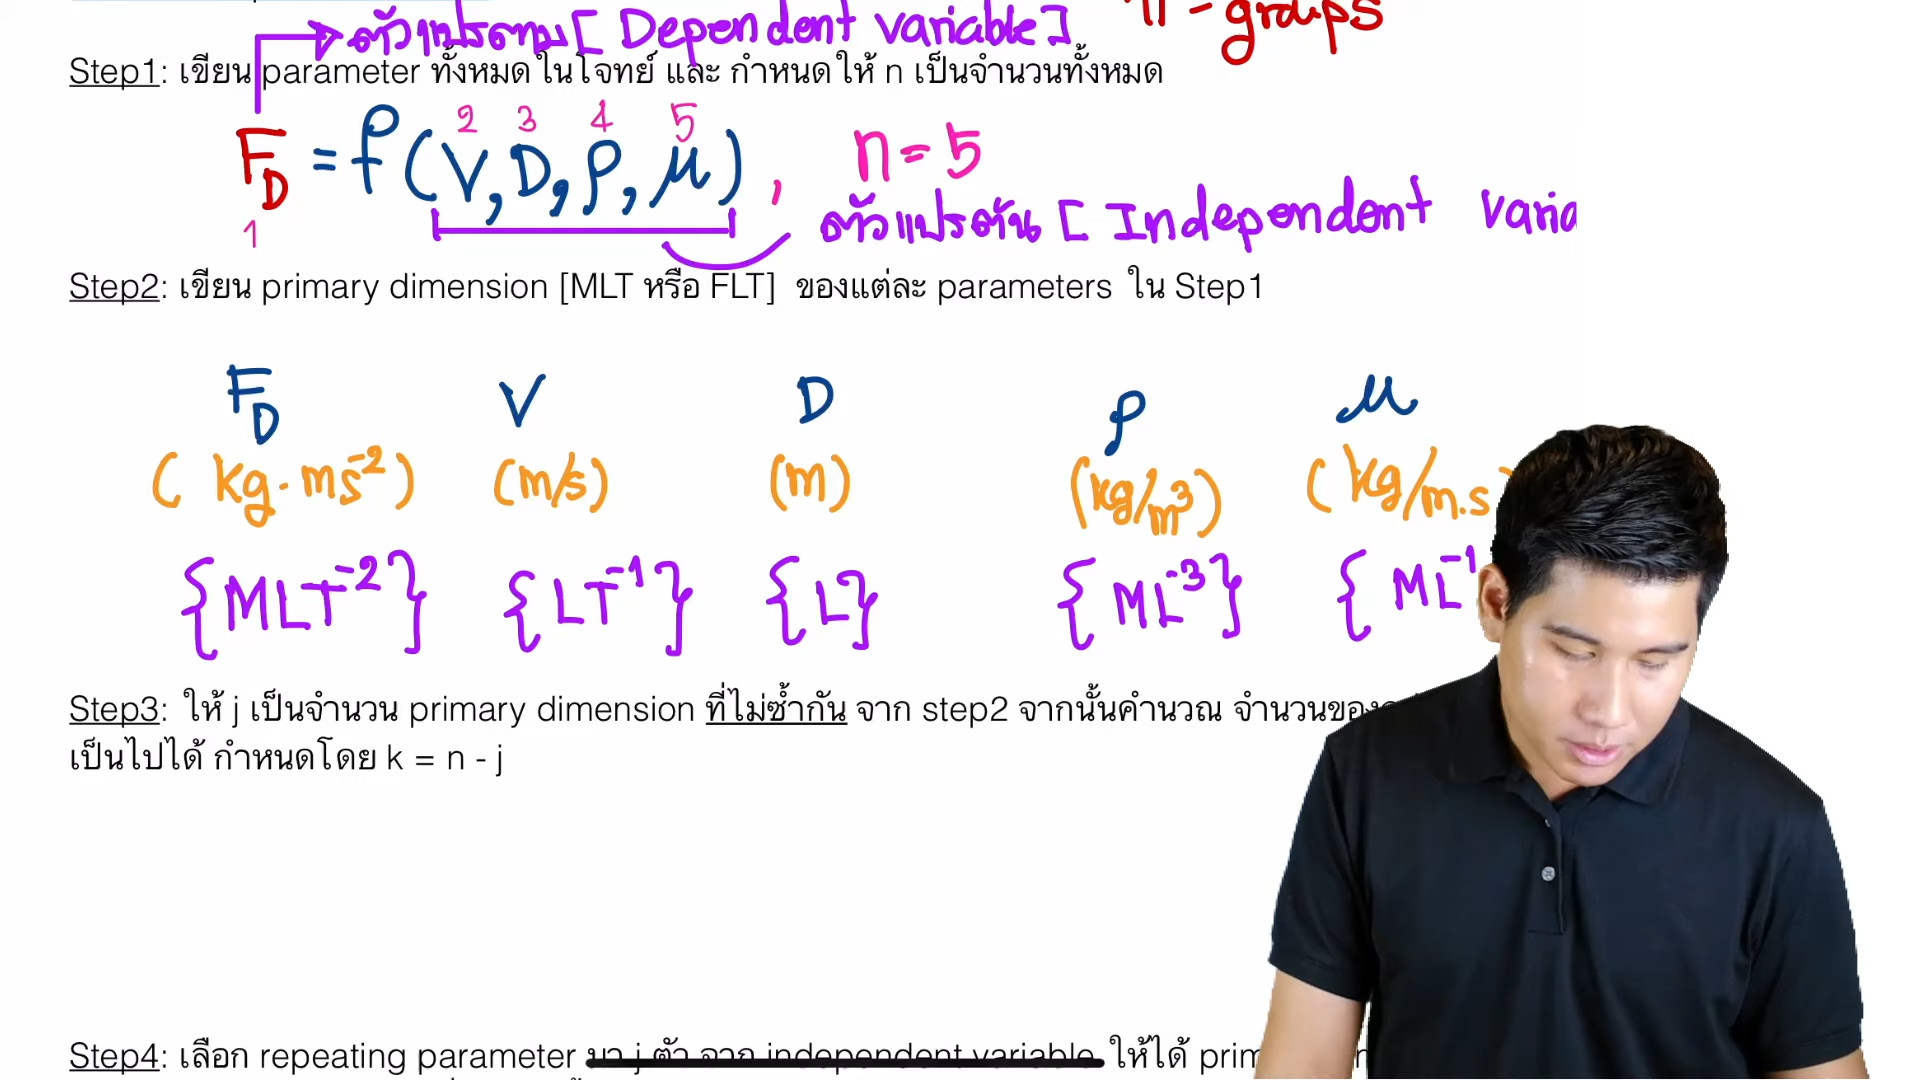 π - groups
ตัวแปรตาม [ Dependent variable ]
Step1: เขียน parameter ทั้งหมดในโจทย์ และ กำหนดให้ n เป็นจำนวนทั้งหมด
2 3 4 5
F_D = f (V, D, ρ, μ) , n = 5
1
ตัวแปรต้น [ Independent varia
Step2: เขียน primary dimension [MLT หรือ FLT] ของแต่ละ parameters ใน Step1
F_D V D ρ μ
( kg·ms⁻²) (m/s) (m) (kg/m³) ( kg/m.s
{MLT⁻²} {LT⁻¹} {L} {ML⁻³} { ML⁻¹
Step3: ให้ j เป็นจำนวน primary dimension ที่ไม่ซ้ำกัน จาก step2 จากนั้นคำนวณ จำนวนของ
เป็นไปได้ กำหนดโดย k = n - j
Step4: เลือก repeating parameter มา j ตัว จาก independent variable ให้ได้ prim